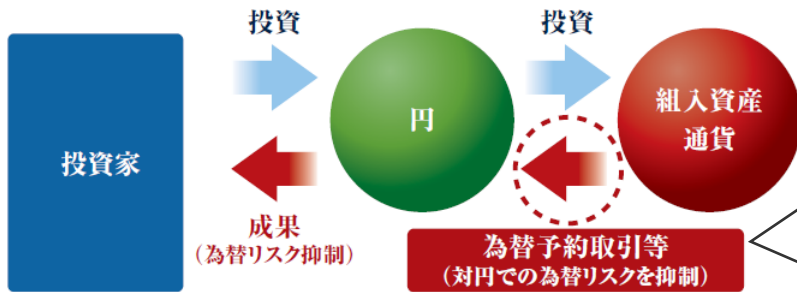 投資
投資
投資家
円
組入資産
通貨
成果
(為替リスク抑制)
為替予約取引等
(対円での為替リスクを抑制)